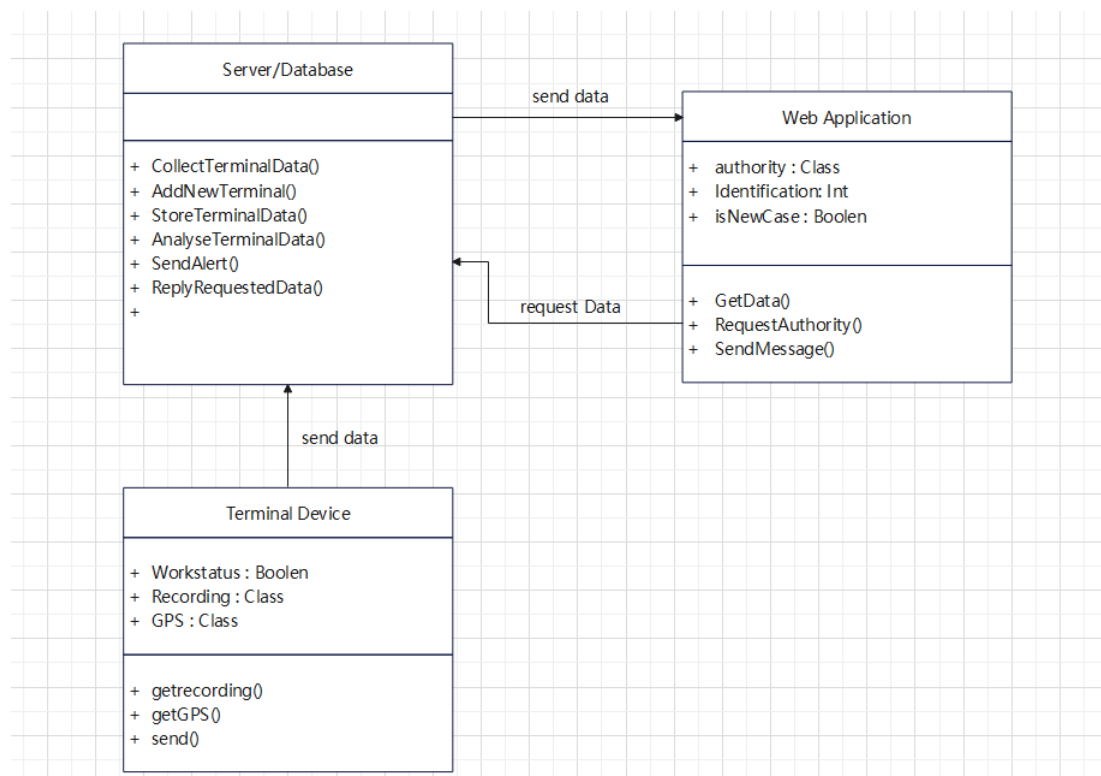 Server/Database
+ CollectTerminalData()
+ AddNewTerminal()
+ StoreTerminalData()
+ AnalyseTerminalData()
+ SendAlert()
+ ReplyRequestedData()
+
send data
Web Application
+ authority : Class
+ Identification: Int
+ isNewCase : Boolen
+ GetData()
+ RequestAuthority()
+ SendMessage()
request Data
send data
Terminal Device
+ Workstatus : Boolen
+ Recording : Class
+ GPS : Class
+ getrecording()
+ getGPS()
+ send()